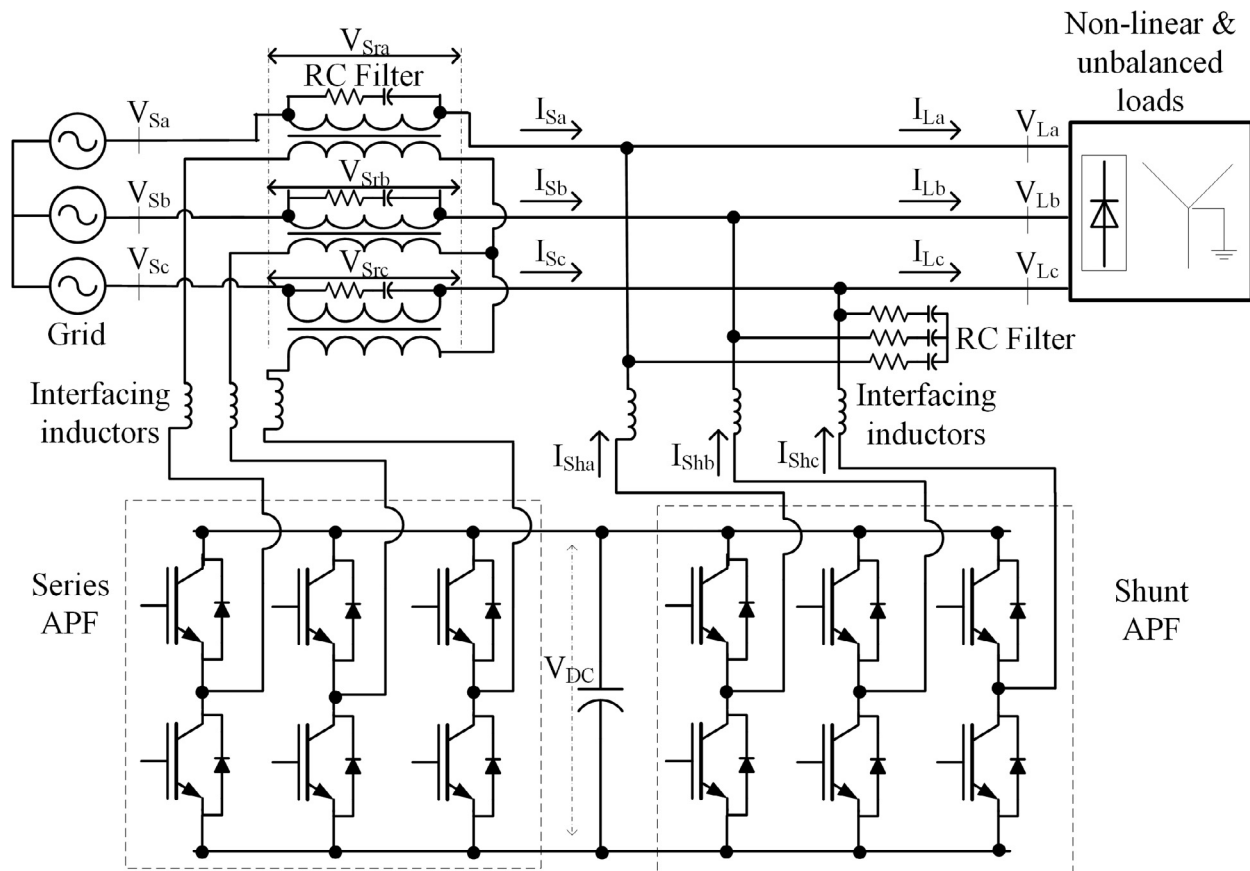 V_Sra
RC Filter
Non-linear &
unbalanced
loads
V_Sa
I_Sa
I_La
V_La
V_Srb
V_Sb
I_Sb
I_Lb
V_Lb
V_Sc
V_Src
I_Sc
I_Lc
V_Lc
Grid
RC Filter
Interfacing
inductors
Interfacing
inductors
I_Sha
I_Shb
I_Shc
Series
APF
Shunt
APF
V_DC